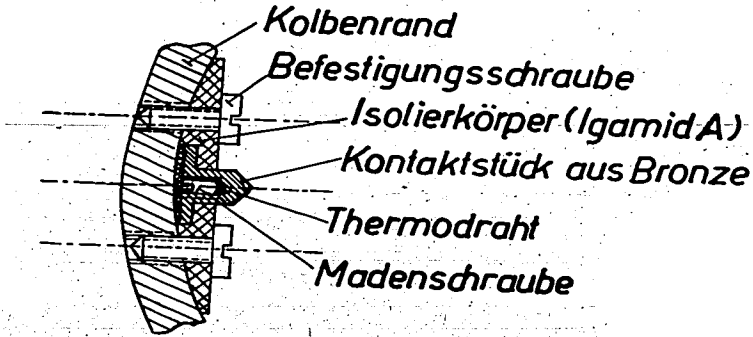 Kolbenrand
Befestigungsschraube
Isolierkörper (Igamid A)
Kontaktstück aus Bronze
Thermodraht
Madenschraube